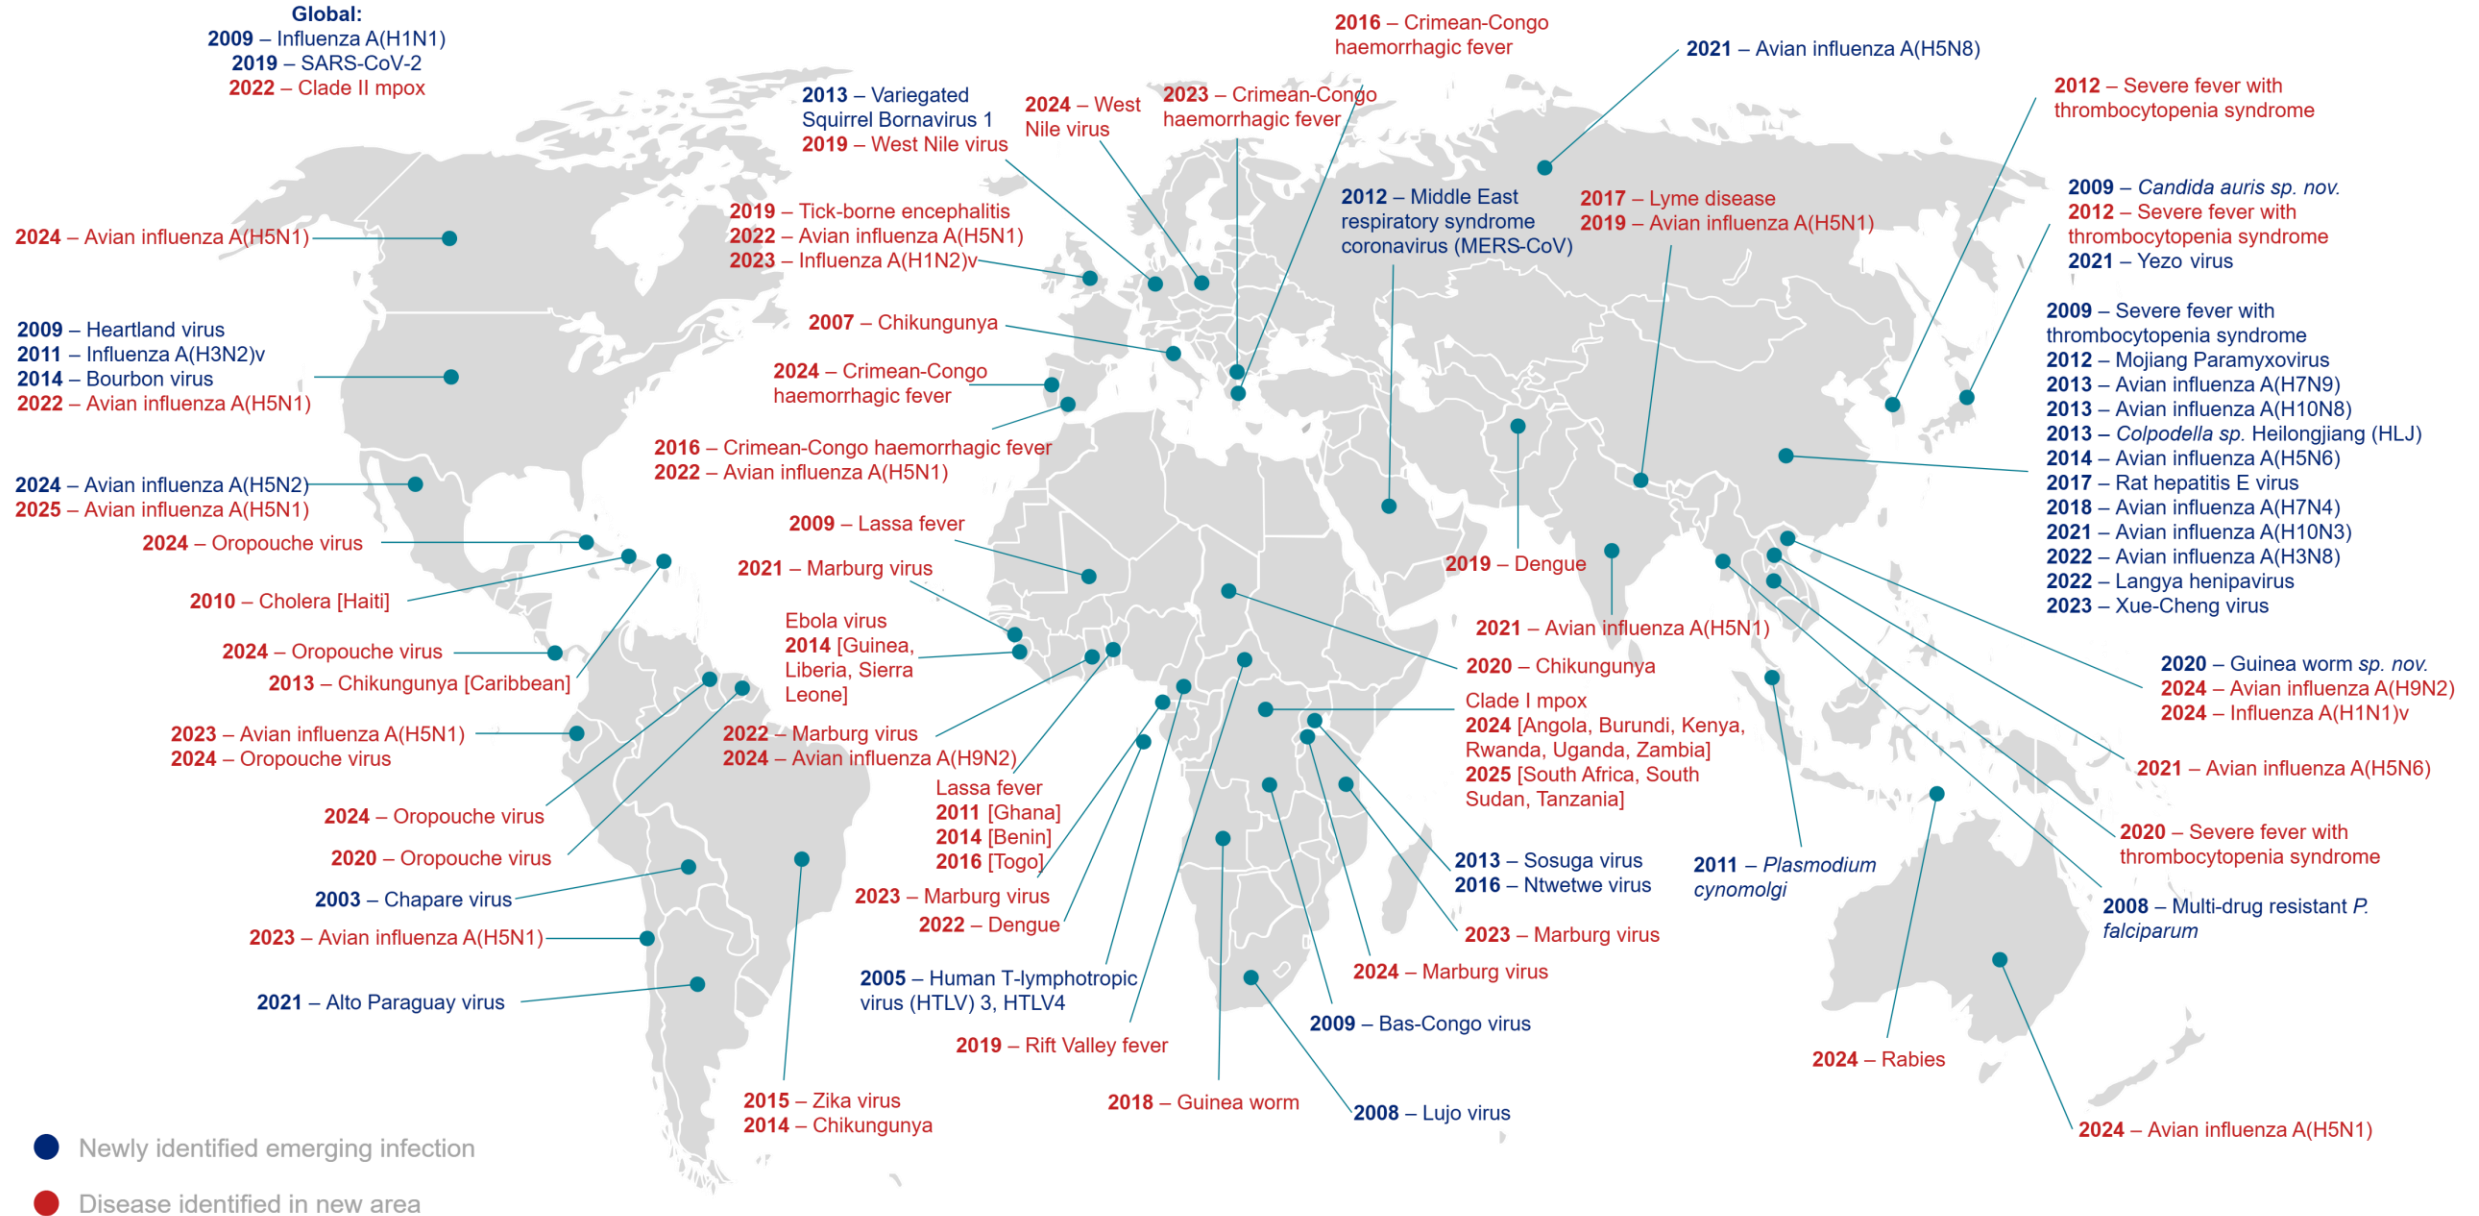 Global:
2009 – Influenza A(H1N1)
2019 – SARS-CoV-2
2022 – Clade II mpox
2024 – Avian influenza A(H5N1)
2009 – Heartland virus
2011 – Influenza A(H3N2)v
2014 – Bourbon virus
2022 – Avian influenza A(H5N1)
2024 – Avian influenza A(H5N2)
2025 – Avian influenza A(H5N1)
2024 – Oropouche virus
2010 – Cholera [Haiti]
2024 – Oropouche virus
2013 – Chikungunya [Caribbean]
2023 – Avian influenza A(H5N1)
2024 – Oropouche virus
2024 – Oropouche virus
2020 – Oropouche virus
2003 – Chapare virus
2023 – Avian influenza A(H5N1)
2021 – Alto Paraguay virus
2015 – Zika virus
2014 – Chikungunya
2013 – Variegated
Squirrel Bornavirus 1
2019 – West Nile virus
2024 – West
Nile virus
2023 – Crimean-Congo
haemorrhagic fever
2016 – Crimean-Congo
haemorrhagic fever
2021 – Avian influenza A(H5N8)
2019 – Tick-borne encephalitis
2022 – Avian influenza A(H5N1)
2023 – Influenza A(H1N2)v
2007 – Chikungunya
2024 – Crimean-Congo
haemorrhagic fever
2016 – Crimean-Congo haemorrhagic fever
2022 – Avian influenza A(H5N1)
2012 – Middle East
respiratory syndrome
coronavirus (MERS-CoV)
2017 – Lyme disease
2019 – Avian influenza A(H5N1)
2009 – Lassa fever
2021 – Marburg virus
Ebola virus
2014 [Guinea,
Liberia, Sierra
Leone]
2022 – Marburg virus
2024 – Avian influenza A(H9N2)
Lassa fever
2011 [Ghana]
2014 [Benin]
2016 [Togo]
2023 – Marburg virus
2022 – Dengue
2005 – Human T-lymphotropic
virus (HTLV) 3, HTLV4
2019 – Rift Valley fever
2018 – Guinea worm
2008 – Lujo virus
2009 – Bas-Congo virus
2024 – Marburg virus
2023 – Marburg virus
2013 – Sosuga virus
2016 – Ntwetwe virus
Clade I mpox
2024 [Angola, Burundi, Kenya,
Rwanda, Uganda, Zambia]
2025 [South Africa, South
Sudan, Tanzania]
2020 – Chikungunya
2021 – Avian influenza A(H5N1)
2019 – Dengue
2012 – Severe fever with
thrombocytopenia syndrome
2009 – Candida auris sp. nov.
2012 – Severe fever with
thrombocytopenia syndrome
2021 – Yezo virus
2009 – Severe fever with
thrombocytopenia syndrome
2012 – Mojiang Paramyxovirus
2013 – Avian influenza A(H7N9)
2013 – Avian influenza A(H10N8)
2013 – Colpodella sp. Heilongjiang (HLJ)
2014 – Avian influenza A(H5N6)
2017 – Rat hepatitis E virus
2018 – Avian influenza A(H7N4)
2021 – Avian influenza A(H10N3)
2022 – Avian influenza A(H3N8)
2022 – Langya henipavirus
2023 – Xue-Cheng virus
2020 – Guinea worm sp. nov.
2024 – Avian influenza A(H9N2)
2024 – Influenza A(H1N1)v
2021 – Avian influenza A(H5N6)
2020 – Severe fever with
thrombocytopenia syndrome
2008 – Multi-drug resistant P.
falciparum
2011 – Plasmodium
cynomolgi
2024 – Rabies
2024 – Avian influenza A(H5N1)
Newly identified emerging infection
Disease identified in new area